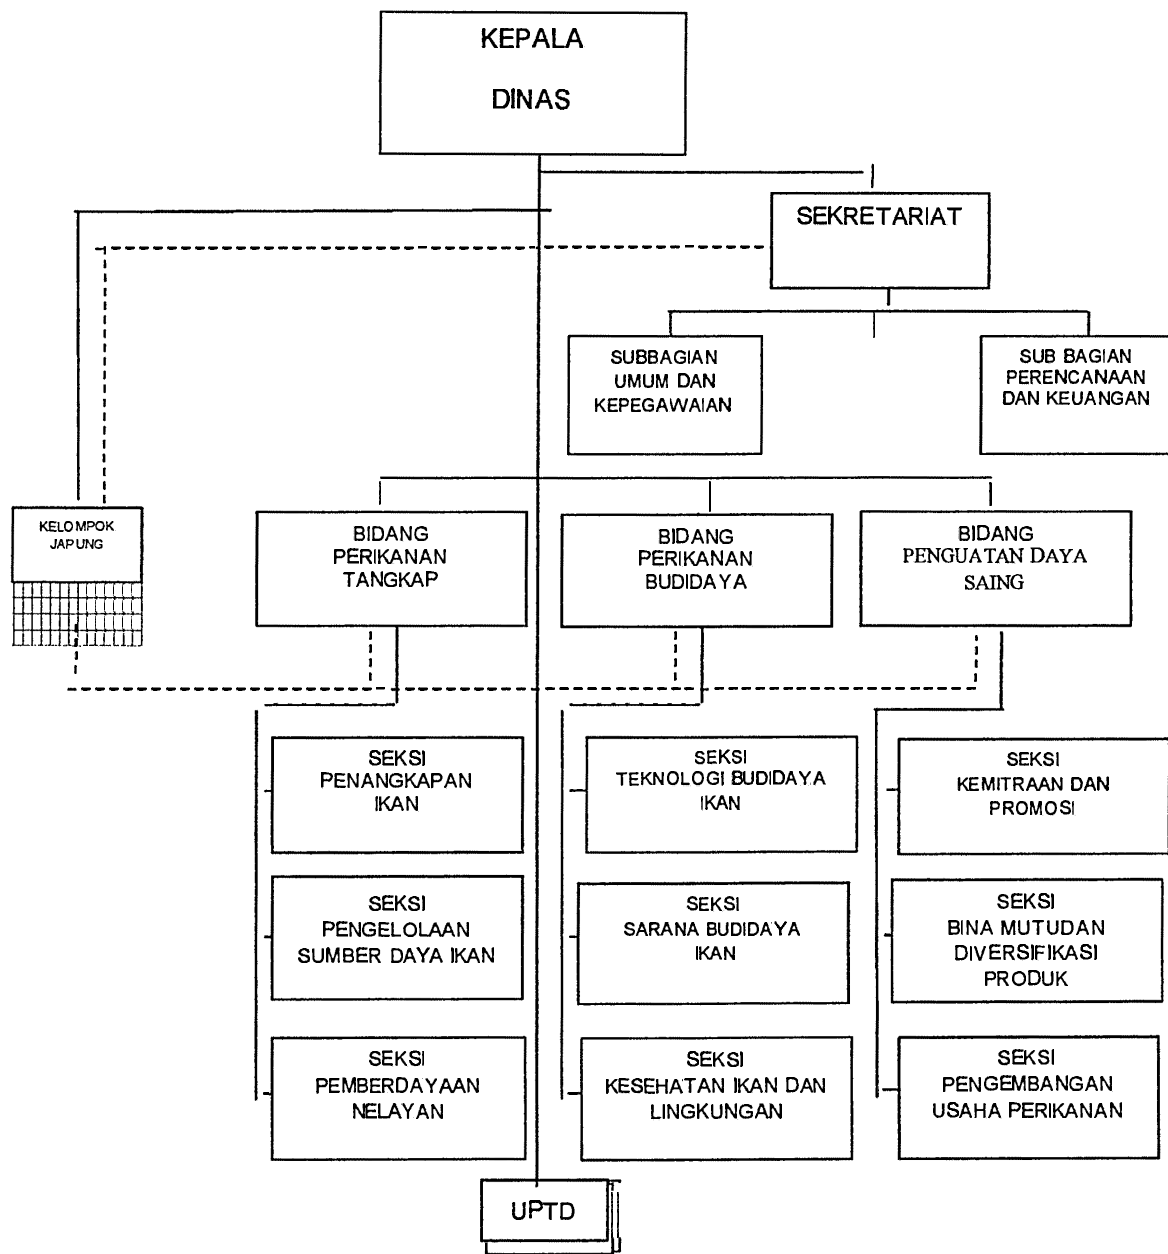 KEPALA
DINAS
SEKRETARIAT
SUBBAGIAN
UMUM DAN
KEPEGAWAIAN
SUB BAGIAN
PERENCANAAN
DAN KEUANGAN
KELOMPOK
JAPUNG
BIDANG
PERIKANAN
TANGKAP
BIDANG
PERIKANAN
BUDIDAYA
BIDANG
PENGUATAN DAYA
SAING
SEKSI
PENANGKAPAN
IKAN
SEKSI
TEKNOLOGI BUDIDAYA
IKAN
SEKSI
KEMITRAAN DAN
PROMOSI
SEKSI
PENGELOLAAN
SUMBER DAYA IKAN
SEKSI
SARANA BUDIDAYA
IKAN
SEKSI
BINA MUTUDAN
DIVERSIFIKASI
PRODUK
SEKSI
PEMBERDAYAAN
NELAYAN
SEKSI
KESEHATAN IKAN DAN
LINGKUNGAN
SEKSI
PENGEMBANGAN
USAHA PERIKANAN
UPTD